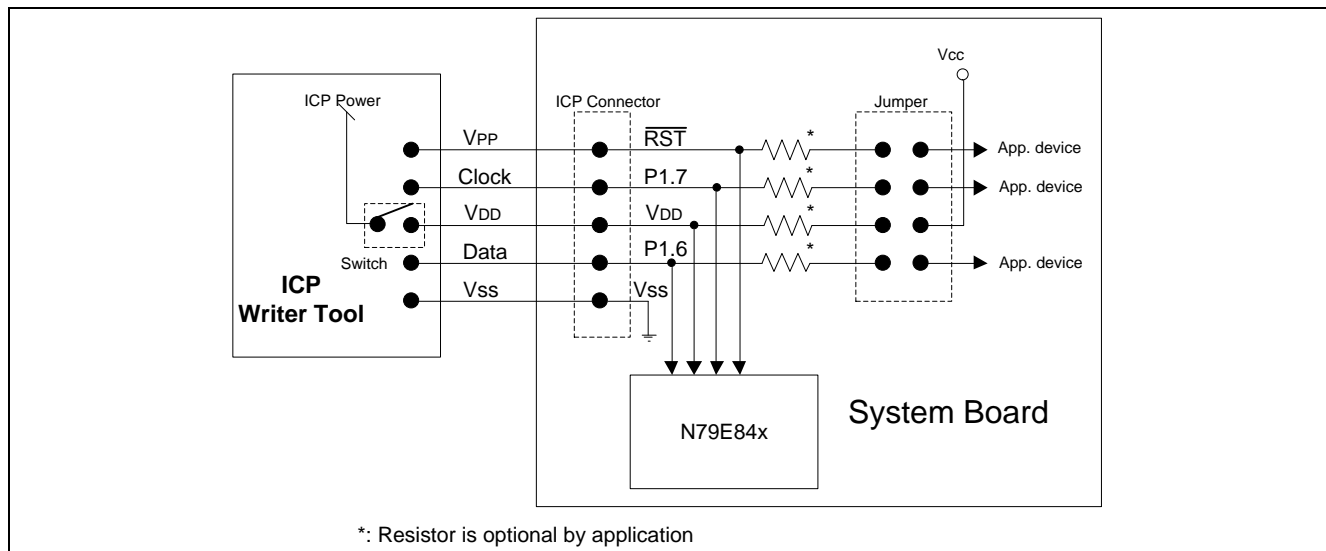 Vcc
ICP Power
ICP Connector
Jumper
VPP
RST
*
App. device
Clock
P1.7
*
App. device
VDD
VDD
*
Switch
Data
P1.6
*
App. device
ICP
Writer Tool
Vss
Vss
N79E84x
System Board
*: Resistor is optional by application